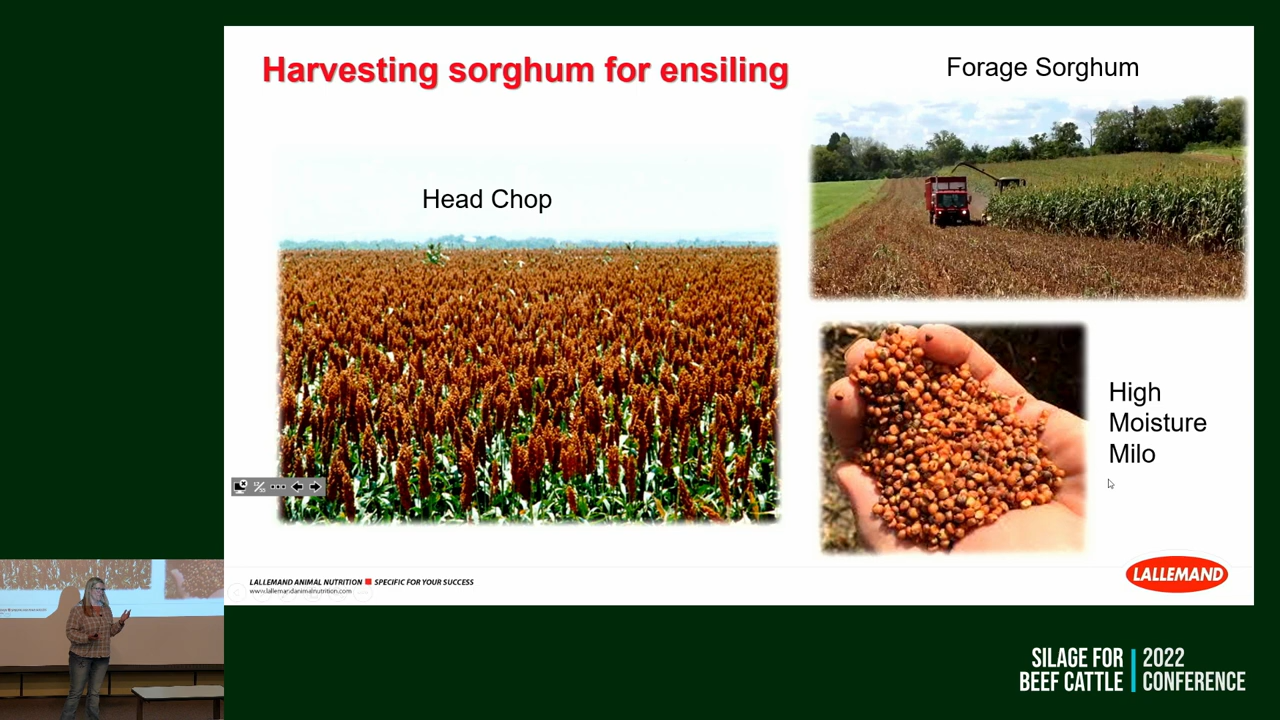 Harvesting sorghum for ensiling
Forage Sorghum
Head Chop
High
Moisture
Milo
LALLEMAND ANIMAL NUTRITION SPECIFIC FOR YOUR SUCCESS
www.lallemandanimalnutrition.com
LALLEMAND
SILAGE FOR
BEEF CATTLE
2022
CONFERENCE